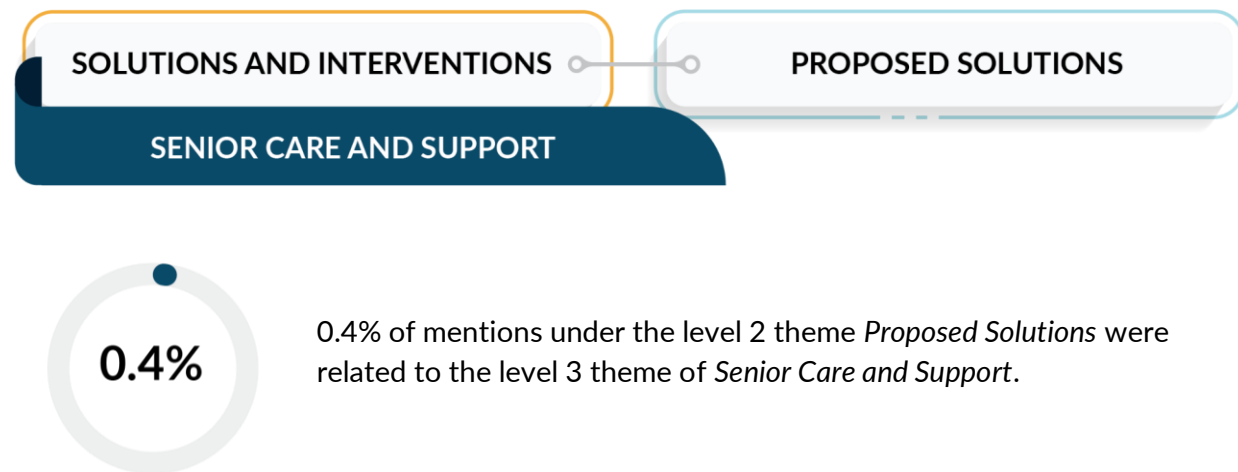 SOLUTIONS AND INTERVENTIONS
PROPOSED SOLUTIONS
SENIOR CARE AND SUPPORT
0.4%
0.4% of mentions under the level 2 theme Proposed Solutions were
related to the level 3 theme of Senior Care and Support.